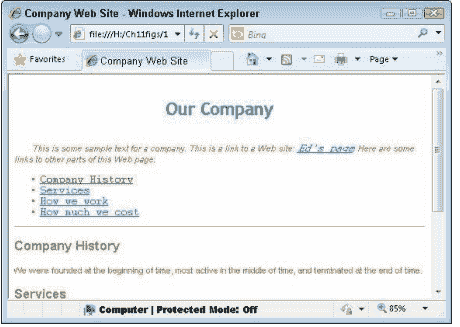 Company Web Site - Windows Internet Explorer
file:///H:/Ch11figs/1
Bing
Favorites
Company Web Site
Page
Our Company
This is some sample text for a company. This is a link to a Web site: Ed's page Here are some
links to other parts of this Web page:
Company History
Services
How we work
How much we cost
Company History
We were founded at the beginning of time, most active in the middle of time, and terminated at the end of time.
Services
Computer | Protected Mode: Off
85%